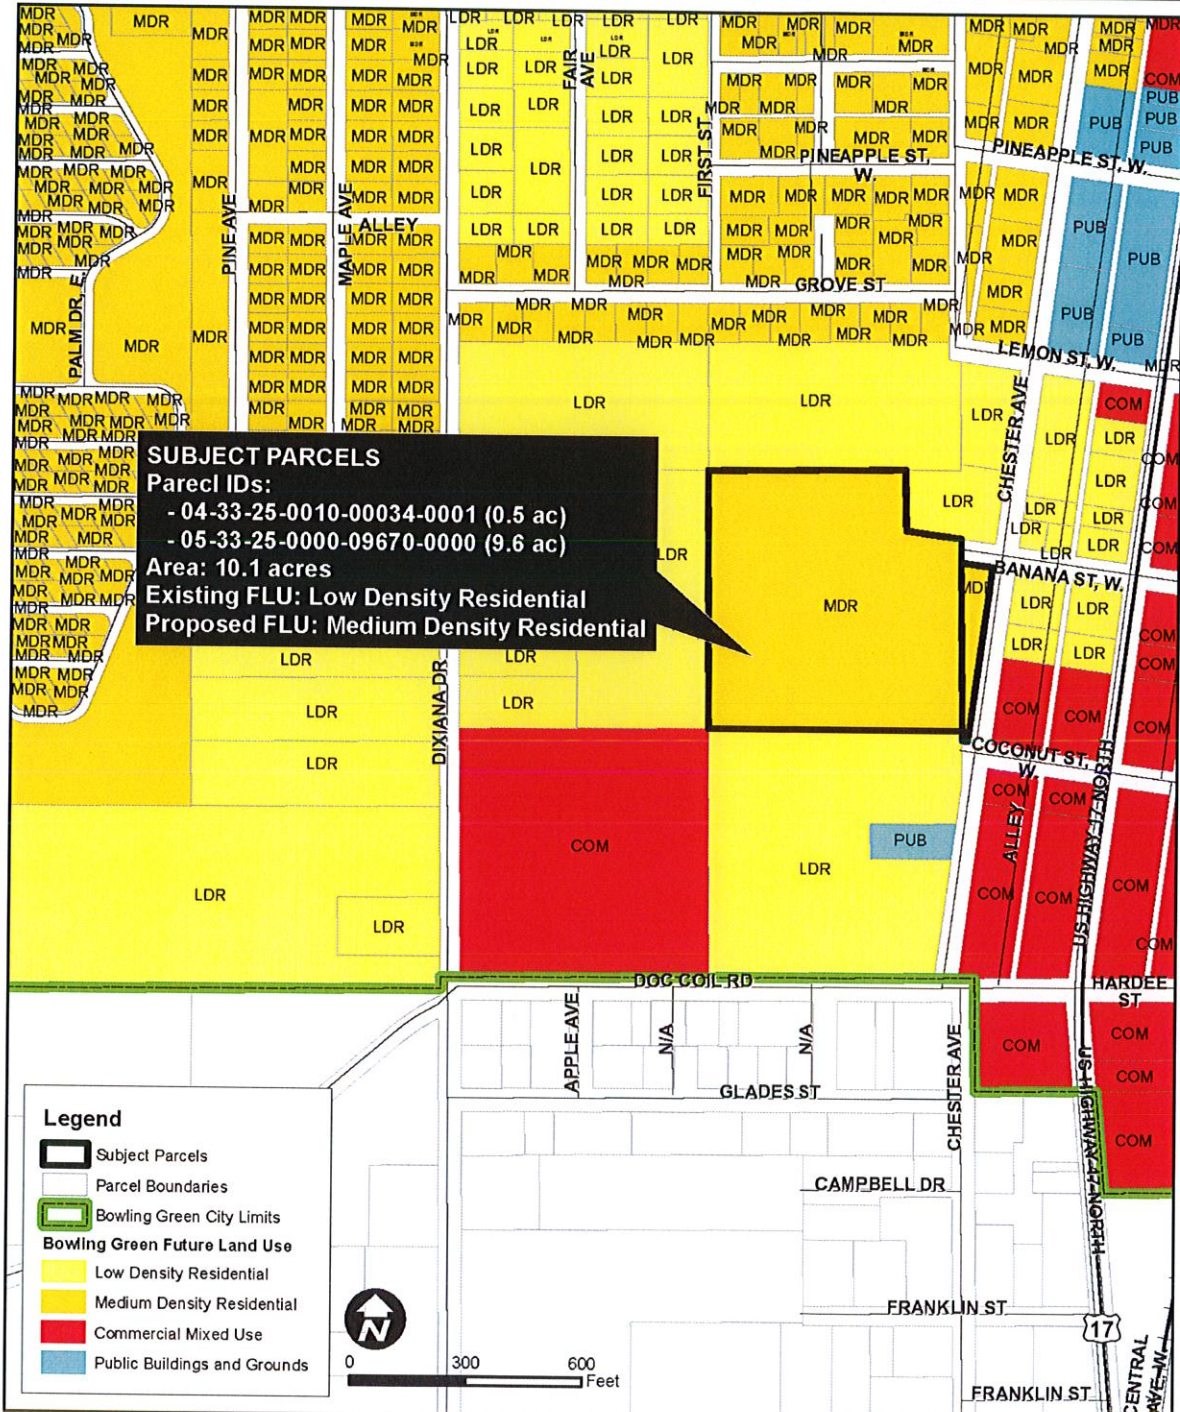 SUBJECT PARCELS
Parecl IDs:
- 04-33-25-0010-00034-0001 (0.5 ac)
- 05-33-25-0000-09670-0000 (9.6 ac)
Area: 10.1 acres
Existing FLU: Low Density Residential
Proposed FLU: Medium Density Residential
PALM DR, E.
PINE AVE
MAPLE AVE
ALLEY
FAIR
AVE
FIRST ST
PINEAPPLE ST,
W.
PINEAPPLE ST, W.
GROVE ST
LEMON ST, W.
CHESTER AVE
BANANA ST, W.
DIXIANA DR
COCONUT ST,
W.
ALLEY
US HIGHWAY 17 NORTH
MDR
LDR
COM
PUB
DOC COIL RD
HARDEE
ST
APPLE AVE
N/A
N/A
CHESTER AVE
GLADES ST
CAMPBELL DR
US HIGHWAY 17 NORTH
FRANKLIN ST
17
FRANKLIN ST
CENTRAL
AVE, W.
Legend
Subject Parcels
Parcel Boundaries
Bowling Green City Limits
Bowling Green Future Land Use
Low Density Residential
Medium Density Residential
Commercial Mixed Use
Public Buildings and Grounds
N
0 300 600
Feet